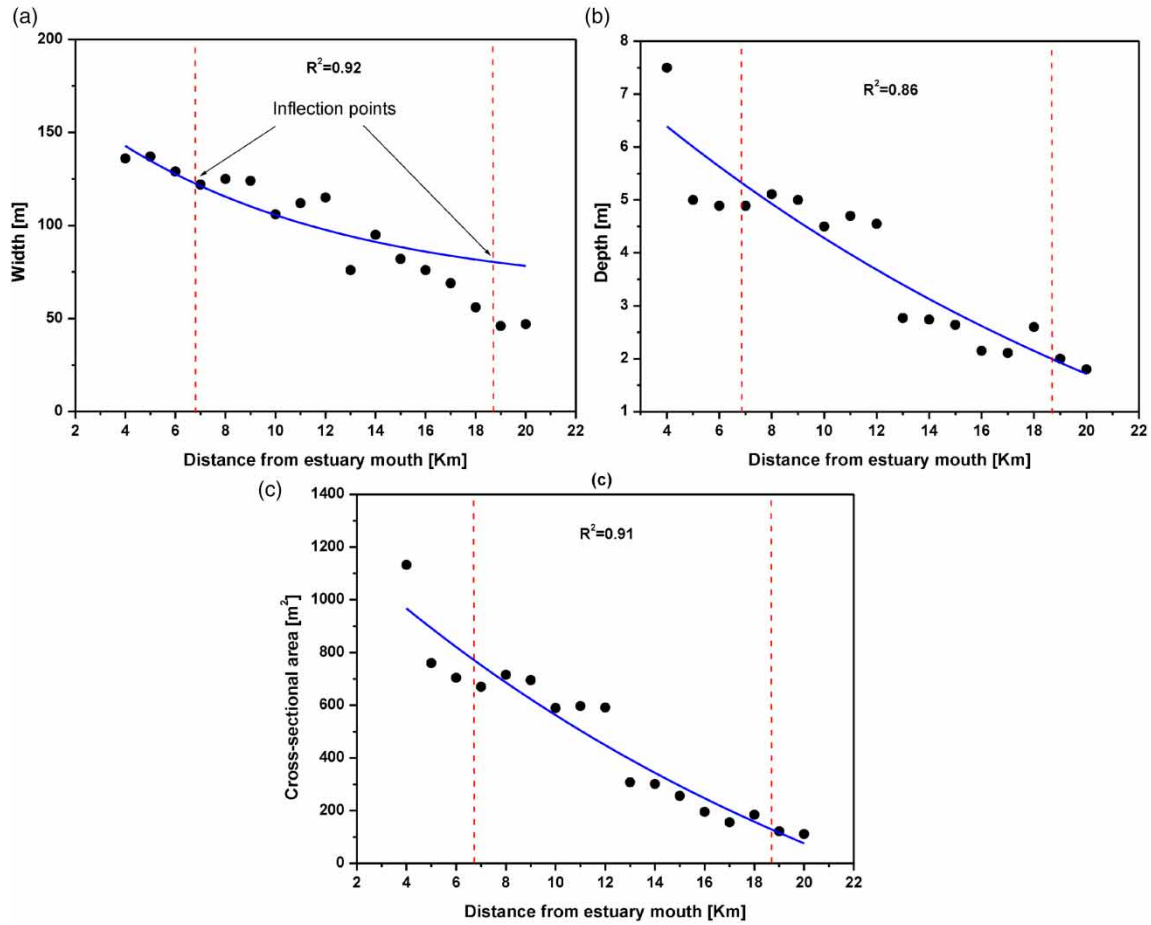 (a)
200
150
100
50
0
Width [m]
R²=0.92
Inflection points
2 4 6 8 10 12 14 16 18 20 22
Distance from estuary mouth [Km]
(b)
8
7
6
5
4
3
2
1
Depth [m]
R²=0.86
2 4 6 8 10 12 14 16 18 20 22
Distance from estuary mouth [Km]
(c)
(c)
1400
1200
1000
800
600
400
200
0
Cross-sectional area [m²]
R²=0.91
2 4 6 8 10 12 14 16 18 20 22
Distance from estuary mouth [Km]